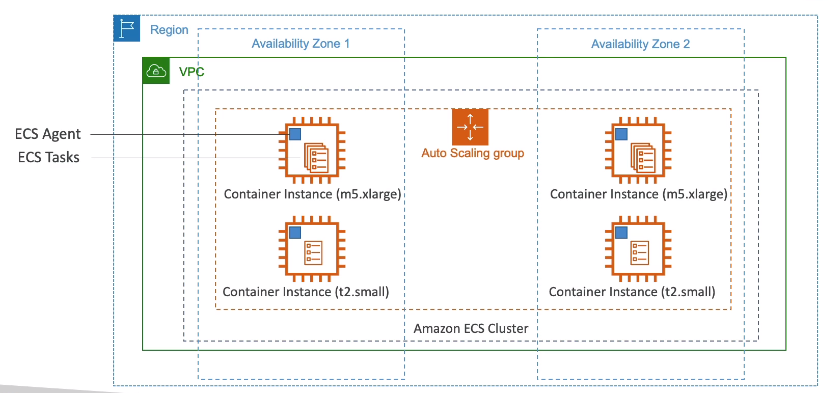 Region
Availability Zone 1
Availability Zone 2
VPC
ECS Agent
ECS Tasks
Auto Scaling group
Container Instance (m5.xlarge)
Container Instance (m5.xlarge)
Container Instance (t2.small)
Container Instance (t2.small)
Amazon ECS Cluster